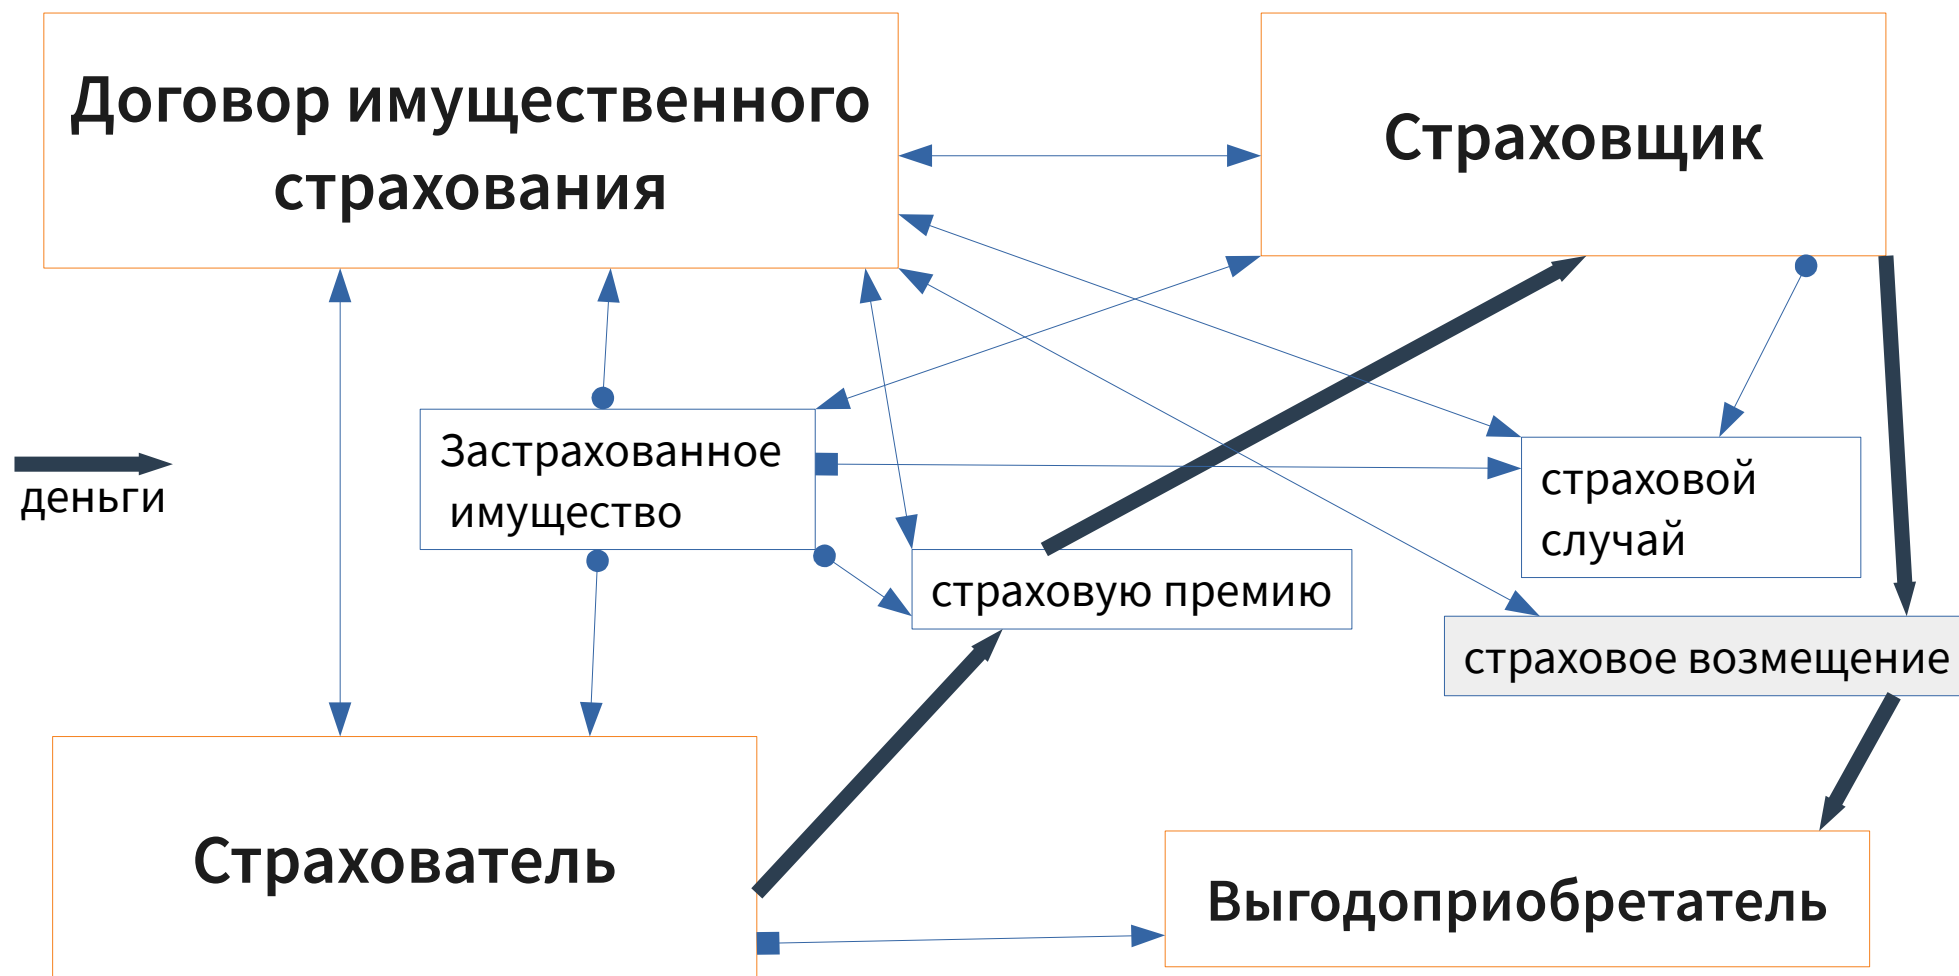 Договор имущественного
страхования
Страховщик
Застрахованное
имущество
деньги
страховой
случай
страховую премию
страховое возмещение
Страхователь
Выгодоприобретатель